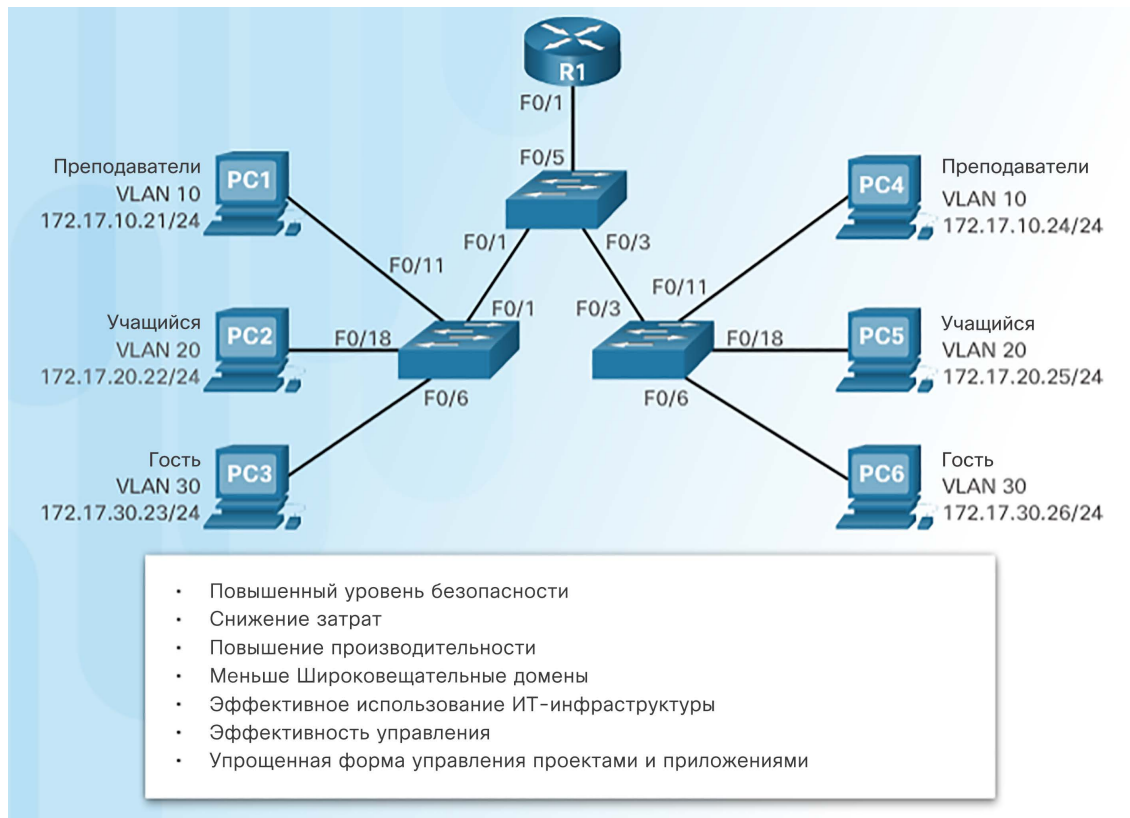 R1
F0/1
F0/5
Преподаватели
VLAN 10
172.17.10.21/24
PC1
PC4
Преподаватели
VLAN 10
172.17.10.24/24
F0/1
F0/3
F0/11
F0/11
F0/1
F0/3
Учащийся
VLAN 20
172.17.20.22/24
PC2
F0/18
F0/18
PC5
Учащийся
VLAN 20
172.17.20.25/24
F0/6
F0/6
Гость
VLAN 30
172.17.30.23/24
PC3
PC6
Гость
VLAN 30
172.17.30.26/24
• Повышенный уровень безопасности
• Снижение затрат
• Повышение производительности
• Меньше Широковещательные домены
• Эффективное использование ИТ-инфраструктуры
• Эффективность управления
• Упрощенная форма управления проектами и приложениями